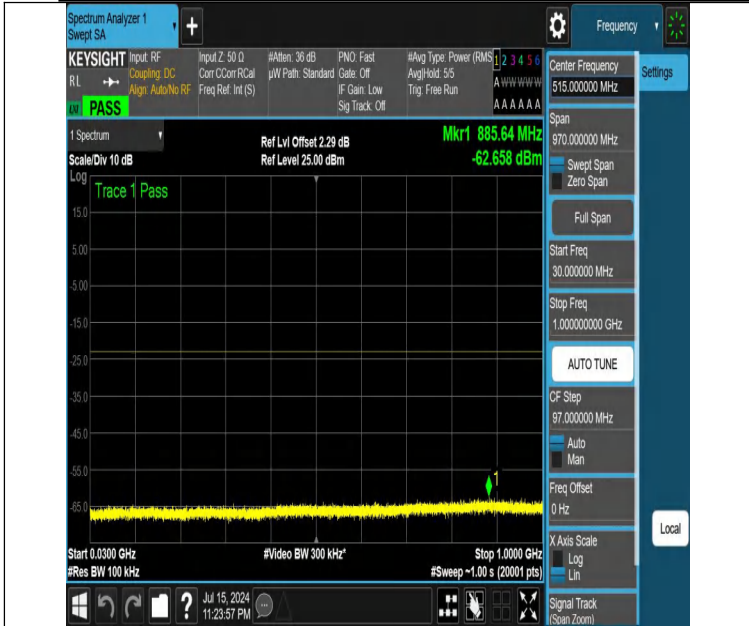 Spectrum Analyzer 1
Swept SA
+
Frequency
KEYSIGHT
RL
LXI
PASS
Input: RF
Coupling: DC
Align: Auto/No RF
Input Z: 50 Ω
Corr CCorr RCal
Freq Ref: Int (S)
#Atten: 36 dB
µW Path: Standard
PNO: Fast
Gate: Off
IF Gain: Low
Sig Track: Off
#Avg Type: Power (RMS
Avg|Hold: 5/5
Trig: Free Run
1 2 3 4 5 6
A W W W W W
A A A A A A
1 Spectrum
Scale/Div 10 dB
Ref Lvl Offset 2.29 dB
Ref Level 25.00 dBm
Mkr1 885.64 MHz
-62.658 dBm
Log
Trace 1 Pass
15.0
5.00
-5.00
-15.0
-25.0
-35.0
-45.0
-55.0
-65.0
1
Start 0.0300 GHz
#Res BW 100 kHz
#Video BW 300 kHz*
Stop 1.0000 GHz
#Sweep ~1.00 s (20001 pts)
?
Jul 15, 2024
11:23:57 PM
Center Frequency
515.000000 MHz
Settings
Span
970.000000 MHz
Swept Span
Zero Span
Full Span
Start Freq
30.000000 MHz
Stop Freq
1.000000000 GHz
AUTO TUNE
CF Step
97.000000 MHz
Auto
Man
Freq Offset
0 Hz
X Axis Scale
Log
Lin
Local
Signal Track
(Span Zoom)